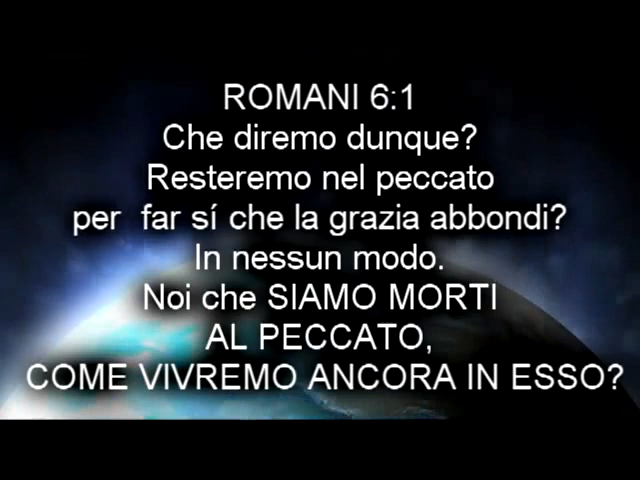 ROMANI 6:1
Che diremo dunque?
Resteremo nel peccato
per far sí che la grazia abbondi?
In nessun modo.
Noi che SIAMO MORTI
AL PECCATO,
COME VIVREMO ANCORA IN ESSO?